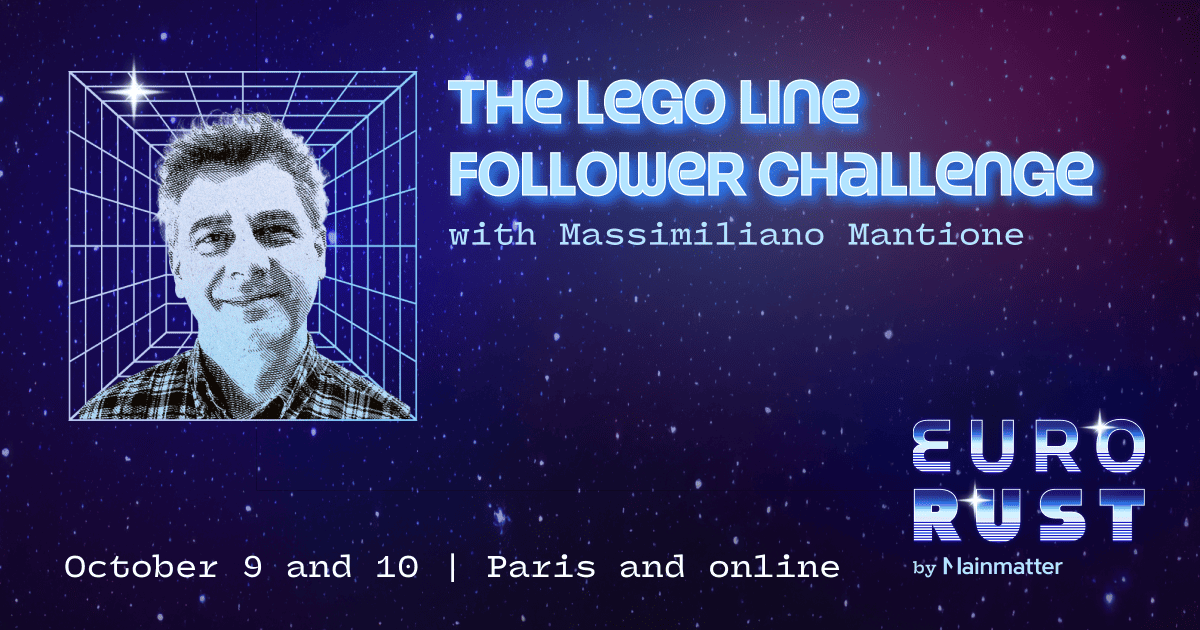 THE LEGO LINE
FOLLOWER CHALLENGE
with Massimiliano Mantione
EURO
RUST
by Mainmatter
October 9 and 10 | Paris and online